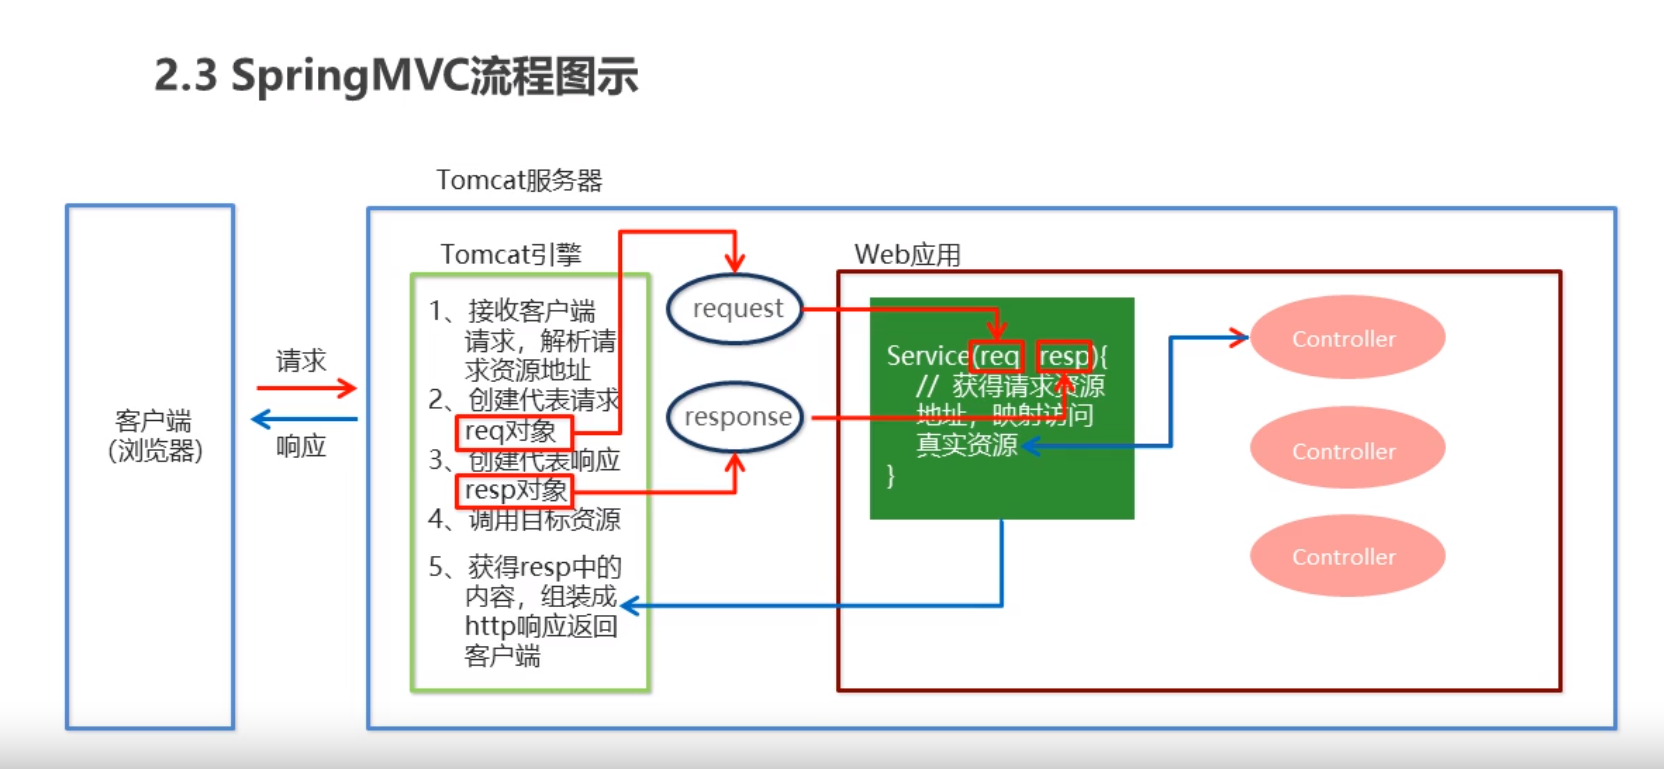 2.3 SpringMVC流程图示
Tomcat服务器
客户端
（浏览器）
请求
响应
Tomcat引擎
1、接收客户端
请求，解析请
求资源地址
2、创建代表请求
req对象
3、创建代表响应
resp对象
4、调用目标资源
5、获得resp中的
内容，组装成
http响应返回
客户端
request
response
Web应用
Service(req resp){
// 获得请求资源
地址，映射访问
真实资源
}
Controller
Controller
Controller